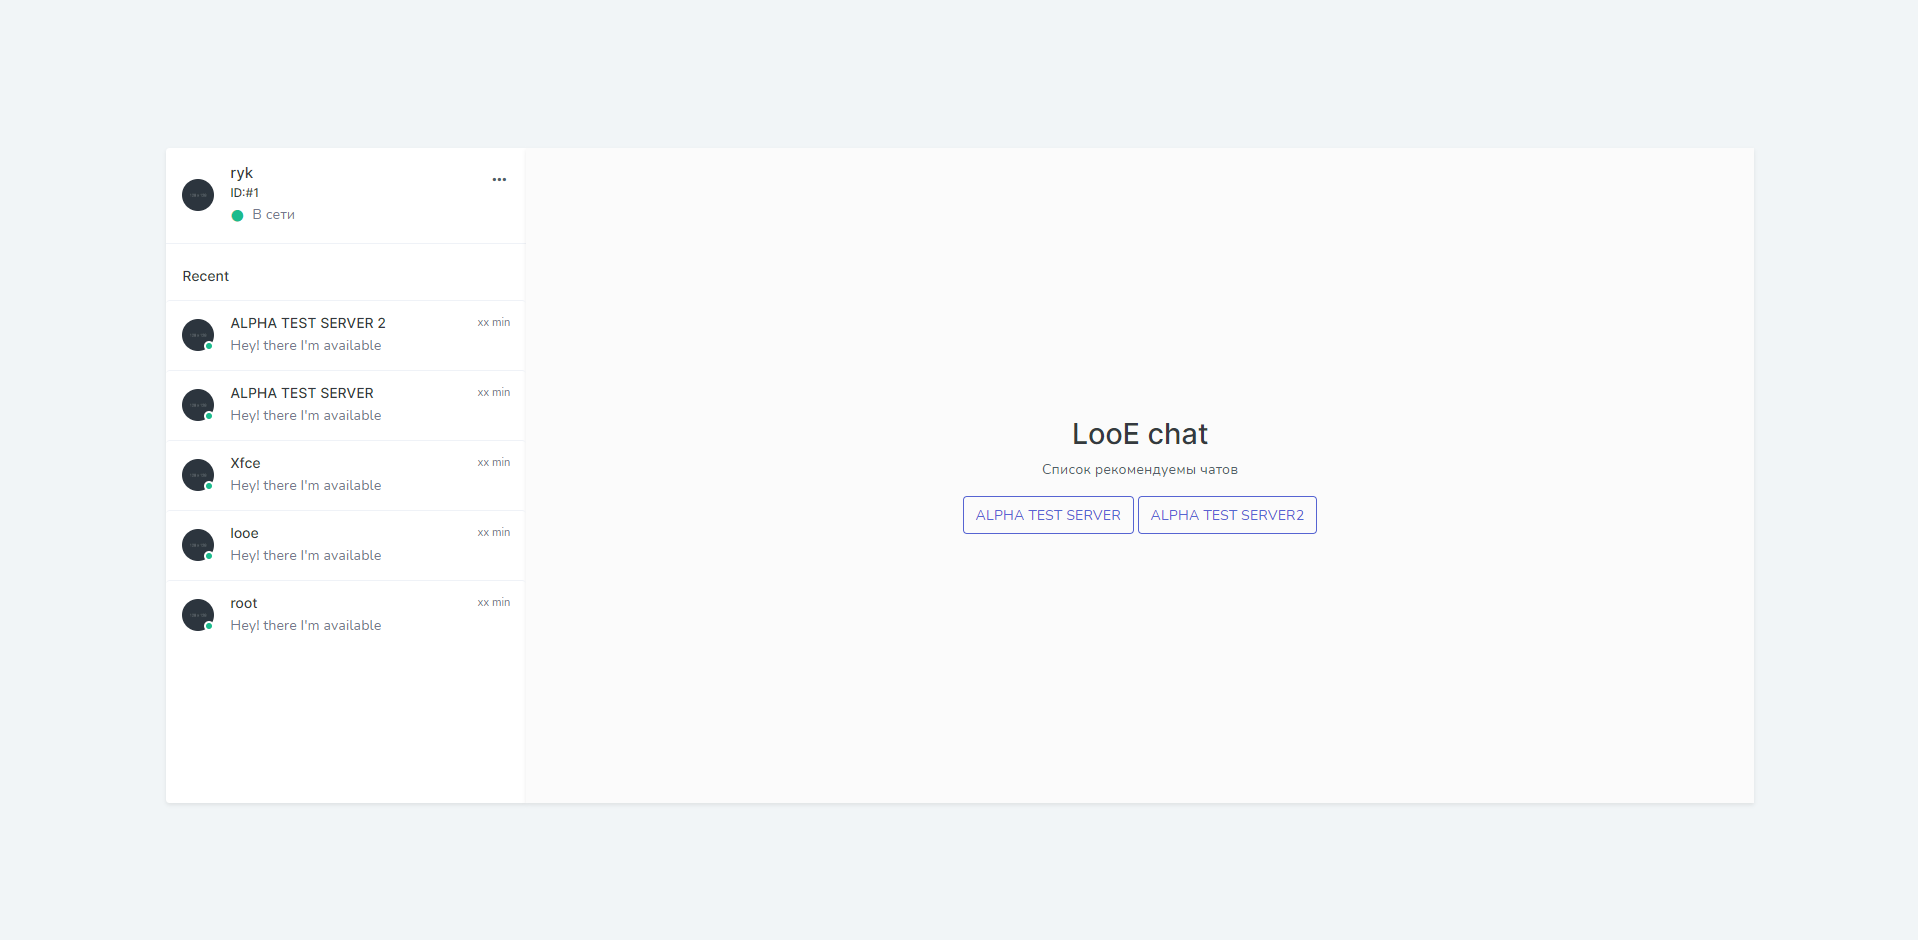 ryk
ID:#1
В сети
Recent
ALPHA TEST SERVER 2
xx min
Hey! there I'm available
ALPHA TEST SERVER
xx min
Hey! there I'm available
Xfce
xx min
Hey! there I'm available
looe
xx min
Hey! there I'm available
root
xx min
Hey! there I'm available
LooE chat
Список рекомендуемы чатов
ALPHA TEST SERVER
ALPHA TEST SERVER2